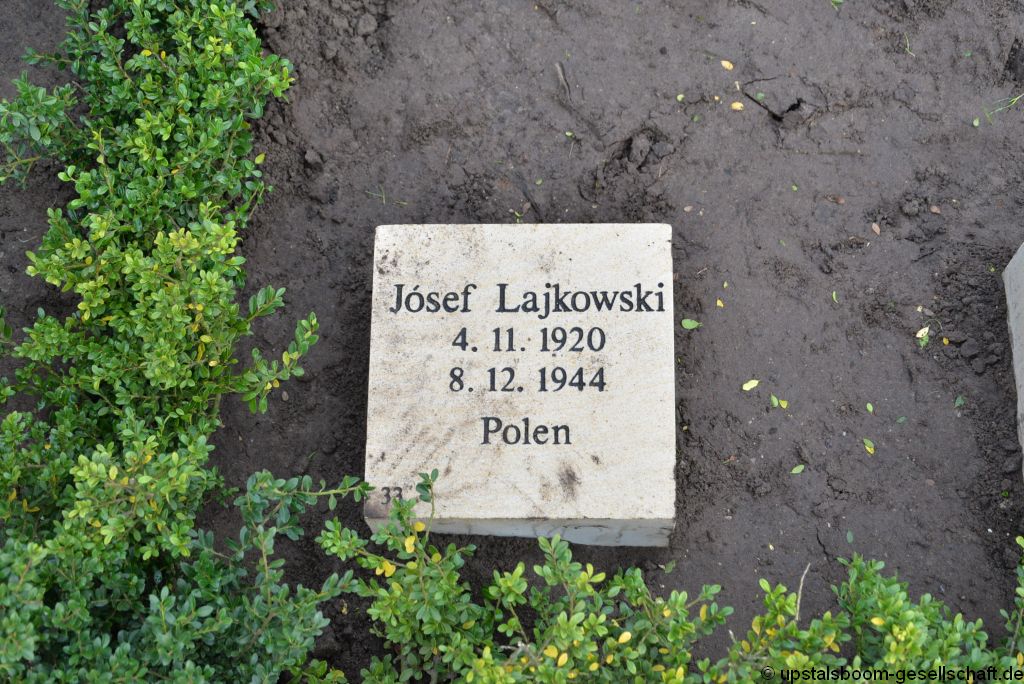 Jósef Lajkowski
4. 11. 1920
8. 12. 1944
Polen
33
© upstalsboom-gesellschaft.de